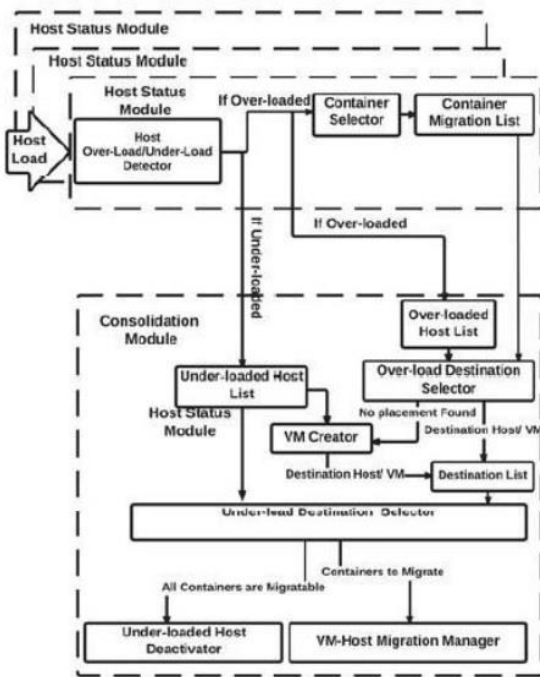 Host Status Module
Host Status Module
Host Status
Module
If Over-loaded
Container
Selector
Container
Migration List
Host
Load
Host
Over-Load/Under-Load
Detector
If Over-loaded
If Under-loaded
Consolidation
Module
Over-loaded
Host List
Under-loaded Host
List
Over-load Destination
Selector
Host Status
Module
No placement Found
VM Creator
Destination Host/ VM
Destination Host/ VM
Destination List
Under-lead Destination Selector
Containers to Migrate
All Containers are Migratable
Under-loaded Host
Deactivator
VM-Host Migration Manager